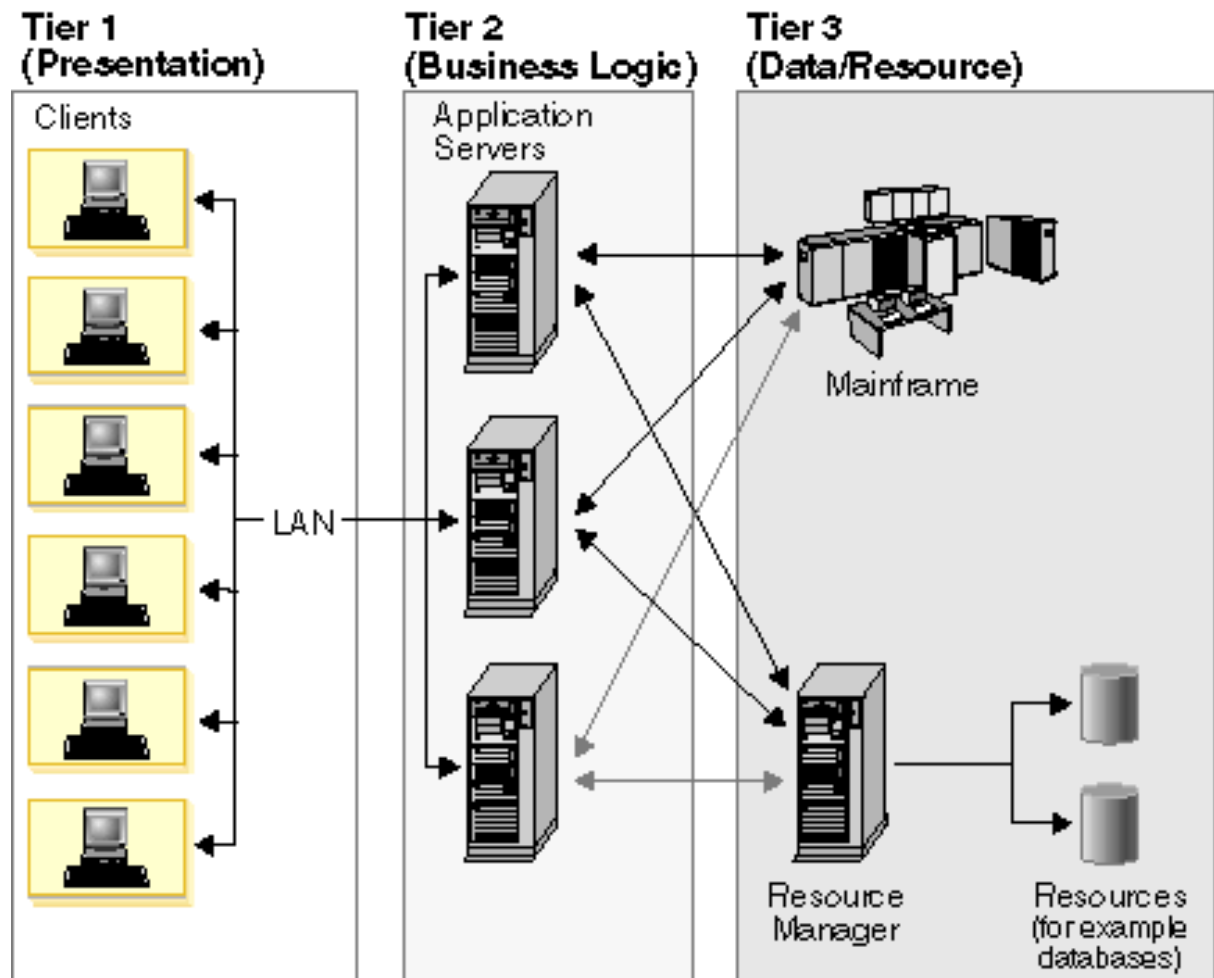 Tier 1
(Presentation)
Tier 2
(Business Logic)
Tier 3
(Data/Resource)
Clients
Application
Servers
Mainframe
LAN
Resource
Manager
Resources
(for example
databases)